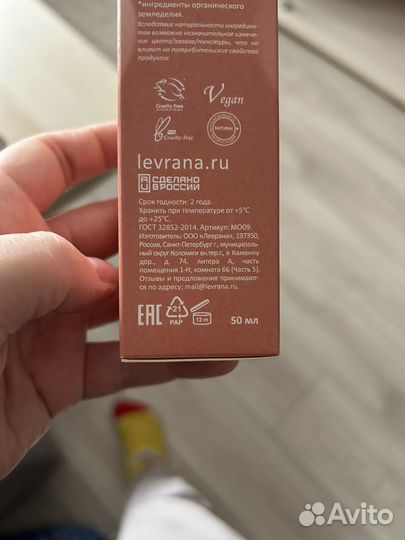 *ингредиенты органического
земледелия.
Вследствие натуральности ингредиен-
тов возможно незначительное измене-
ние цвета/запаха/текстуры, что не
влияет на потребительские свойства
продукта.
Cruelty Free
INTERNATIONAL
Vegan
Cruelty-Free
NATURAL
levrana.ru
СДЕЛАНО
В РОССИИ
Срок годности: 2 года.
Хранить при температуре от +5°С
до +25°С.
ГОСТ 32852-2014. Артикул: MO09.
Изготовитель: ООО «Леврана», 197350,
Россия, Санкт-Петербург г., муниципаль-
ный округ Коломяги вн.тер.г., в Каменку
дор., д. 74, литера А, часть
помещения 1-Н, комната 66 (Часть 5).
Отзывы и предложения принимают-
ся по адресу: mail@levrana.ru
EAC
21
PAP
12 m
50 мл
Avito